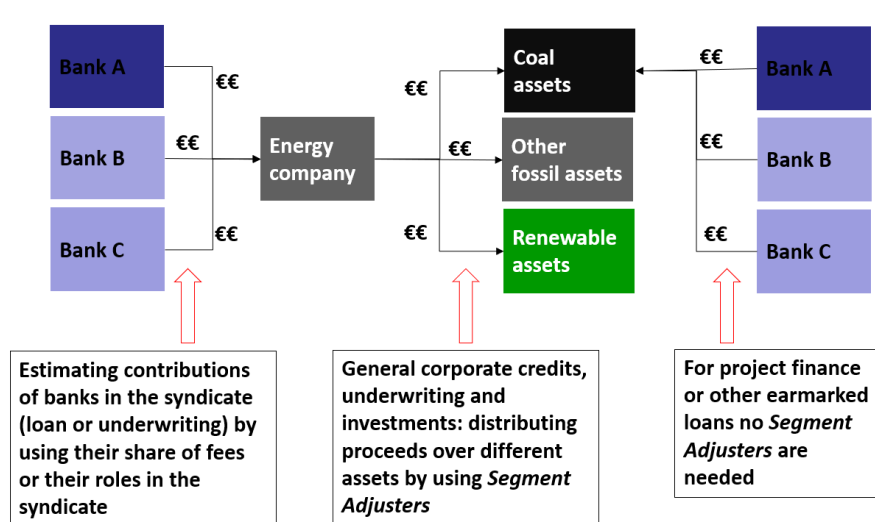 Bank A
€€
Bank B
€€
Bank C
€€
Energy
company
€€
€€
€€
Coal
assets
Other
fossil assets
Renewable
assets
€€
Bank A
€€
Bank B
€€
Bank C
Estimating contributions
of banks in the syndicate
(loan or underwriting) by
using their share of fees
or their roles in the
syndicate
General corporate credits,
underwriting and
investments: distributing
proceeds over different
assets by using Segment
Adjusters
For project finance
or other earmarked
loans no Segment
Adjusters are
needed